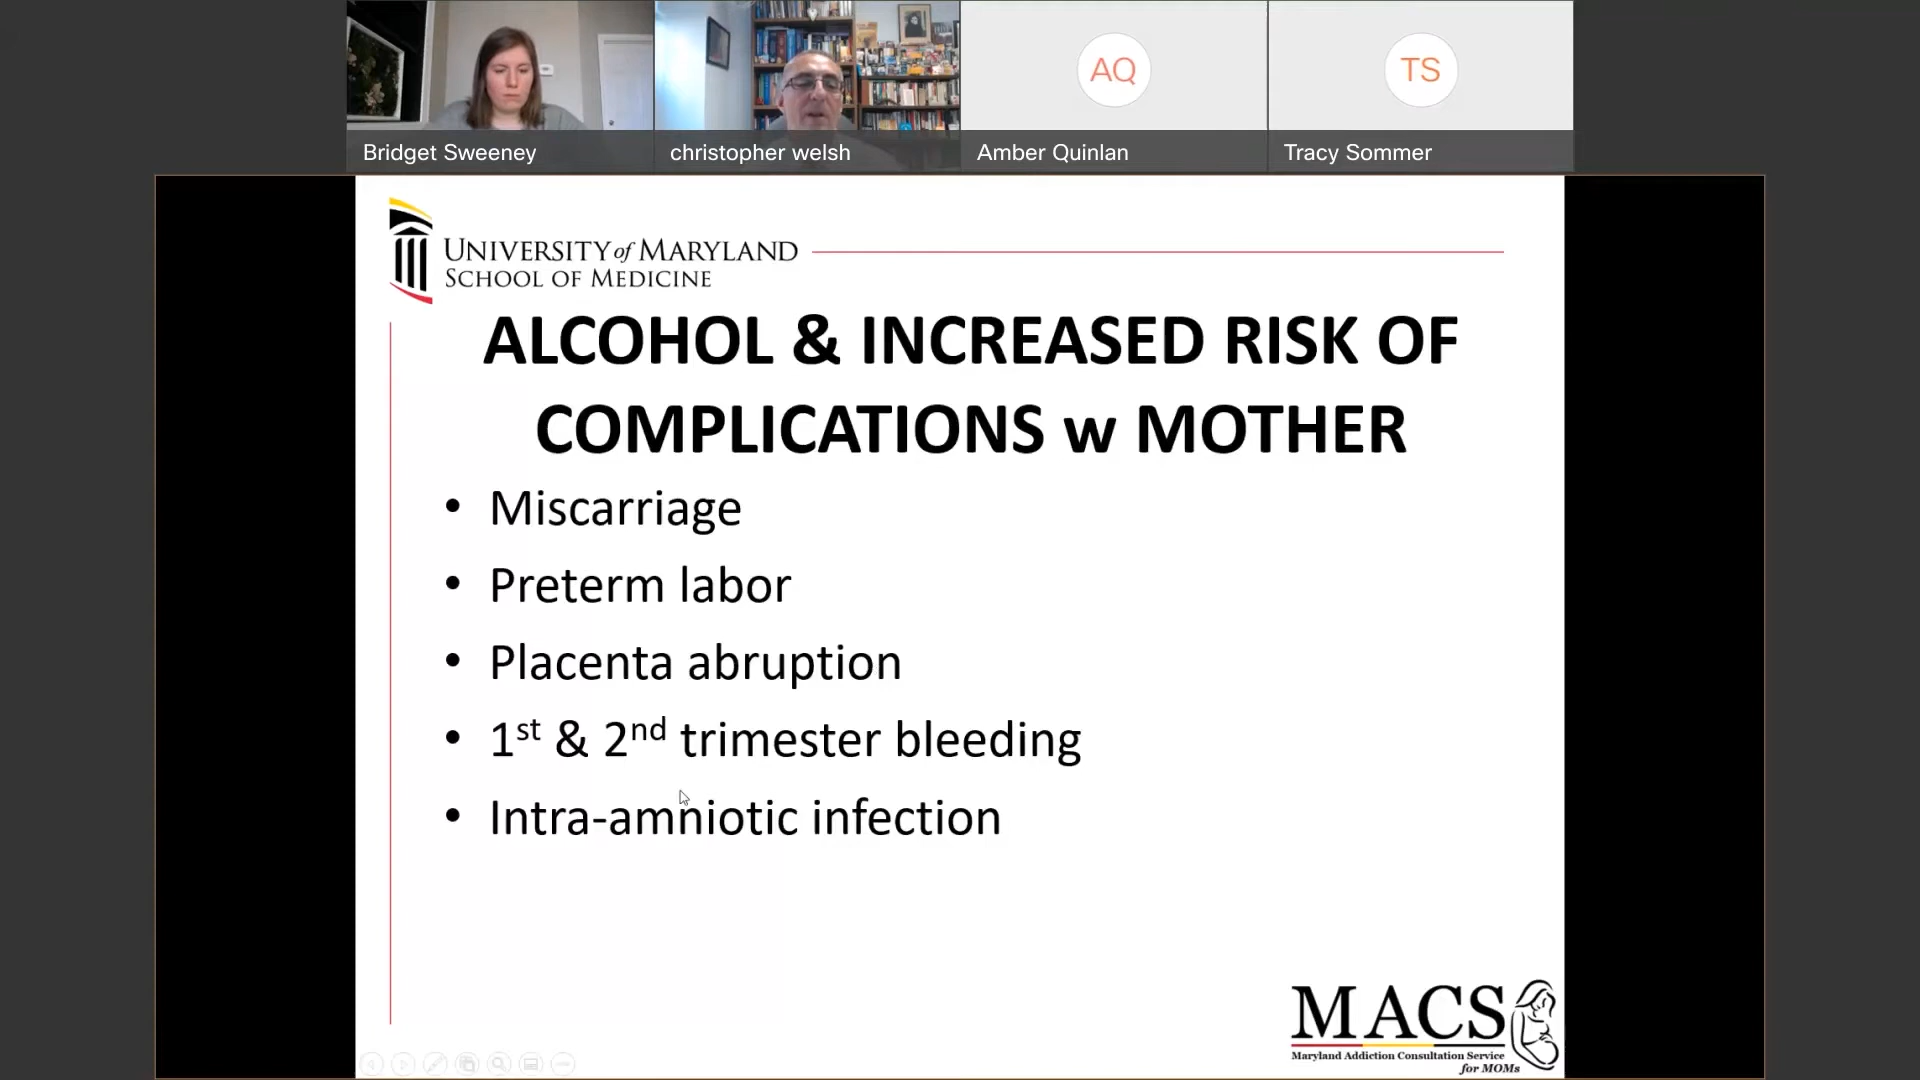 Bridget Sweeney
christopher welsh
AQ
Amber Quinlan
TS
Tracy Sommer
UNIVERSITY of MARYLAND
SCHOOL OF MEDICINE
ALCOHOL & INCREASED RISK OF
COMPLICATIONS w MOTHER
• Miscarriage
• Preterm labor
• Placenta abruption
• 1st & 2nd trimester bleeding
• Intra-amniotic infection
MACS
Maryland Addiction Consultation Service
for MOMs